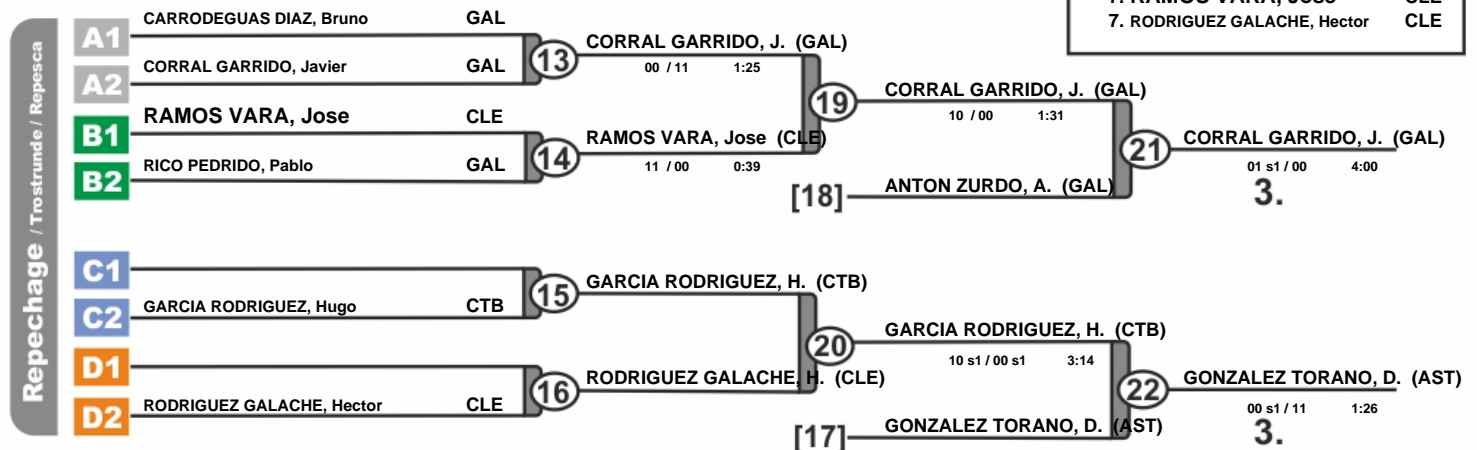 7. RAMOS VARA, Jose CLE
7. RODRIGUEZ GALACHE, Hector CLE
Repechage / Trostrunde / Repesca
A1 CARRODEGUAS DIAZ, Bruno GAL
A2 CORRAL GARRIDO, Javier GAL
13 CORRAL GARRIDO, J. (GAL)
00 / 11 1:25
B1 RAMOS VARA, Jose CLE
B2 RICO PEDRIDO, Pablo GAL
14 RAMOS VARA, Jose (CLE)
11 / 00 0:39
19 CORRAL GARRIDO, J. (GAL)
10 / 00 1:31
[18] ANTON ZURDO, A. (GAL)
21 CORRAL GARRIDO, J. (GAL)
01 s1 / 00 4:00
3.
C1
C2 GARCIA RODRIGUEZ, Hugo CTB
15 GARCIA RODRIGUEZ, H. (CTB)
D1
D2 RODRIGUEZ GALACHE, Hector CLE
16 RODRIGUEZ GALACHE, H. (CLE)
20 GARCIA RODRIGUEZ, H. (CTB)
10 s1 / 00 s1 3:14
[17] GONZALEZ TORANO, D. (AST)
22 GONZALEZ TORANO, D. (AST)
00 s1 / 11 1:26
3.